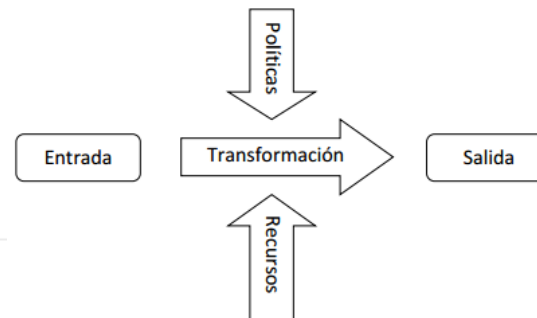 Políticas
Entrada
Transformación
Salida
Recursos